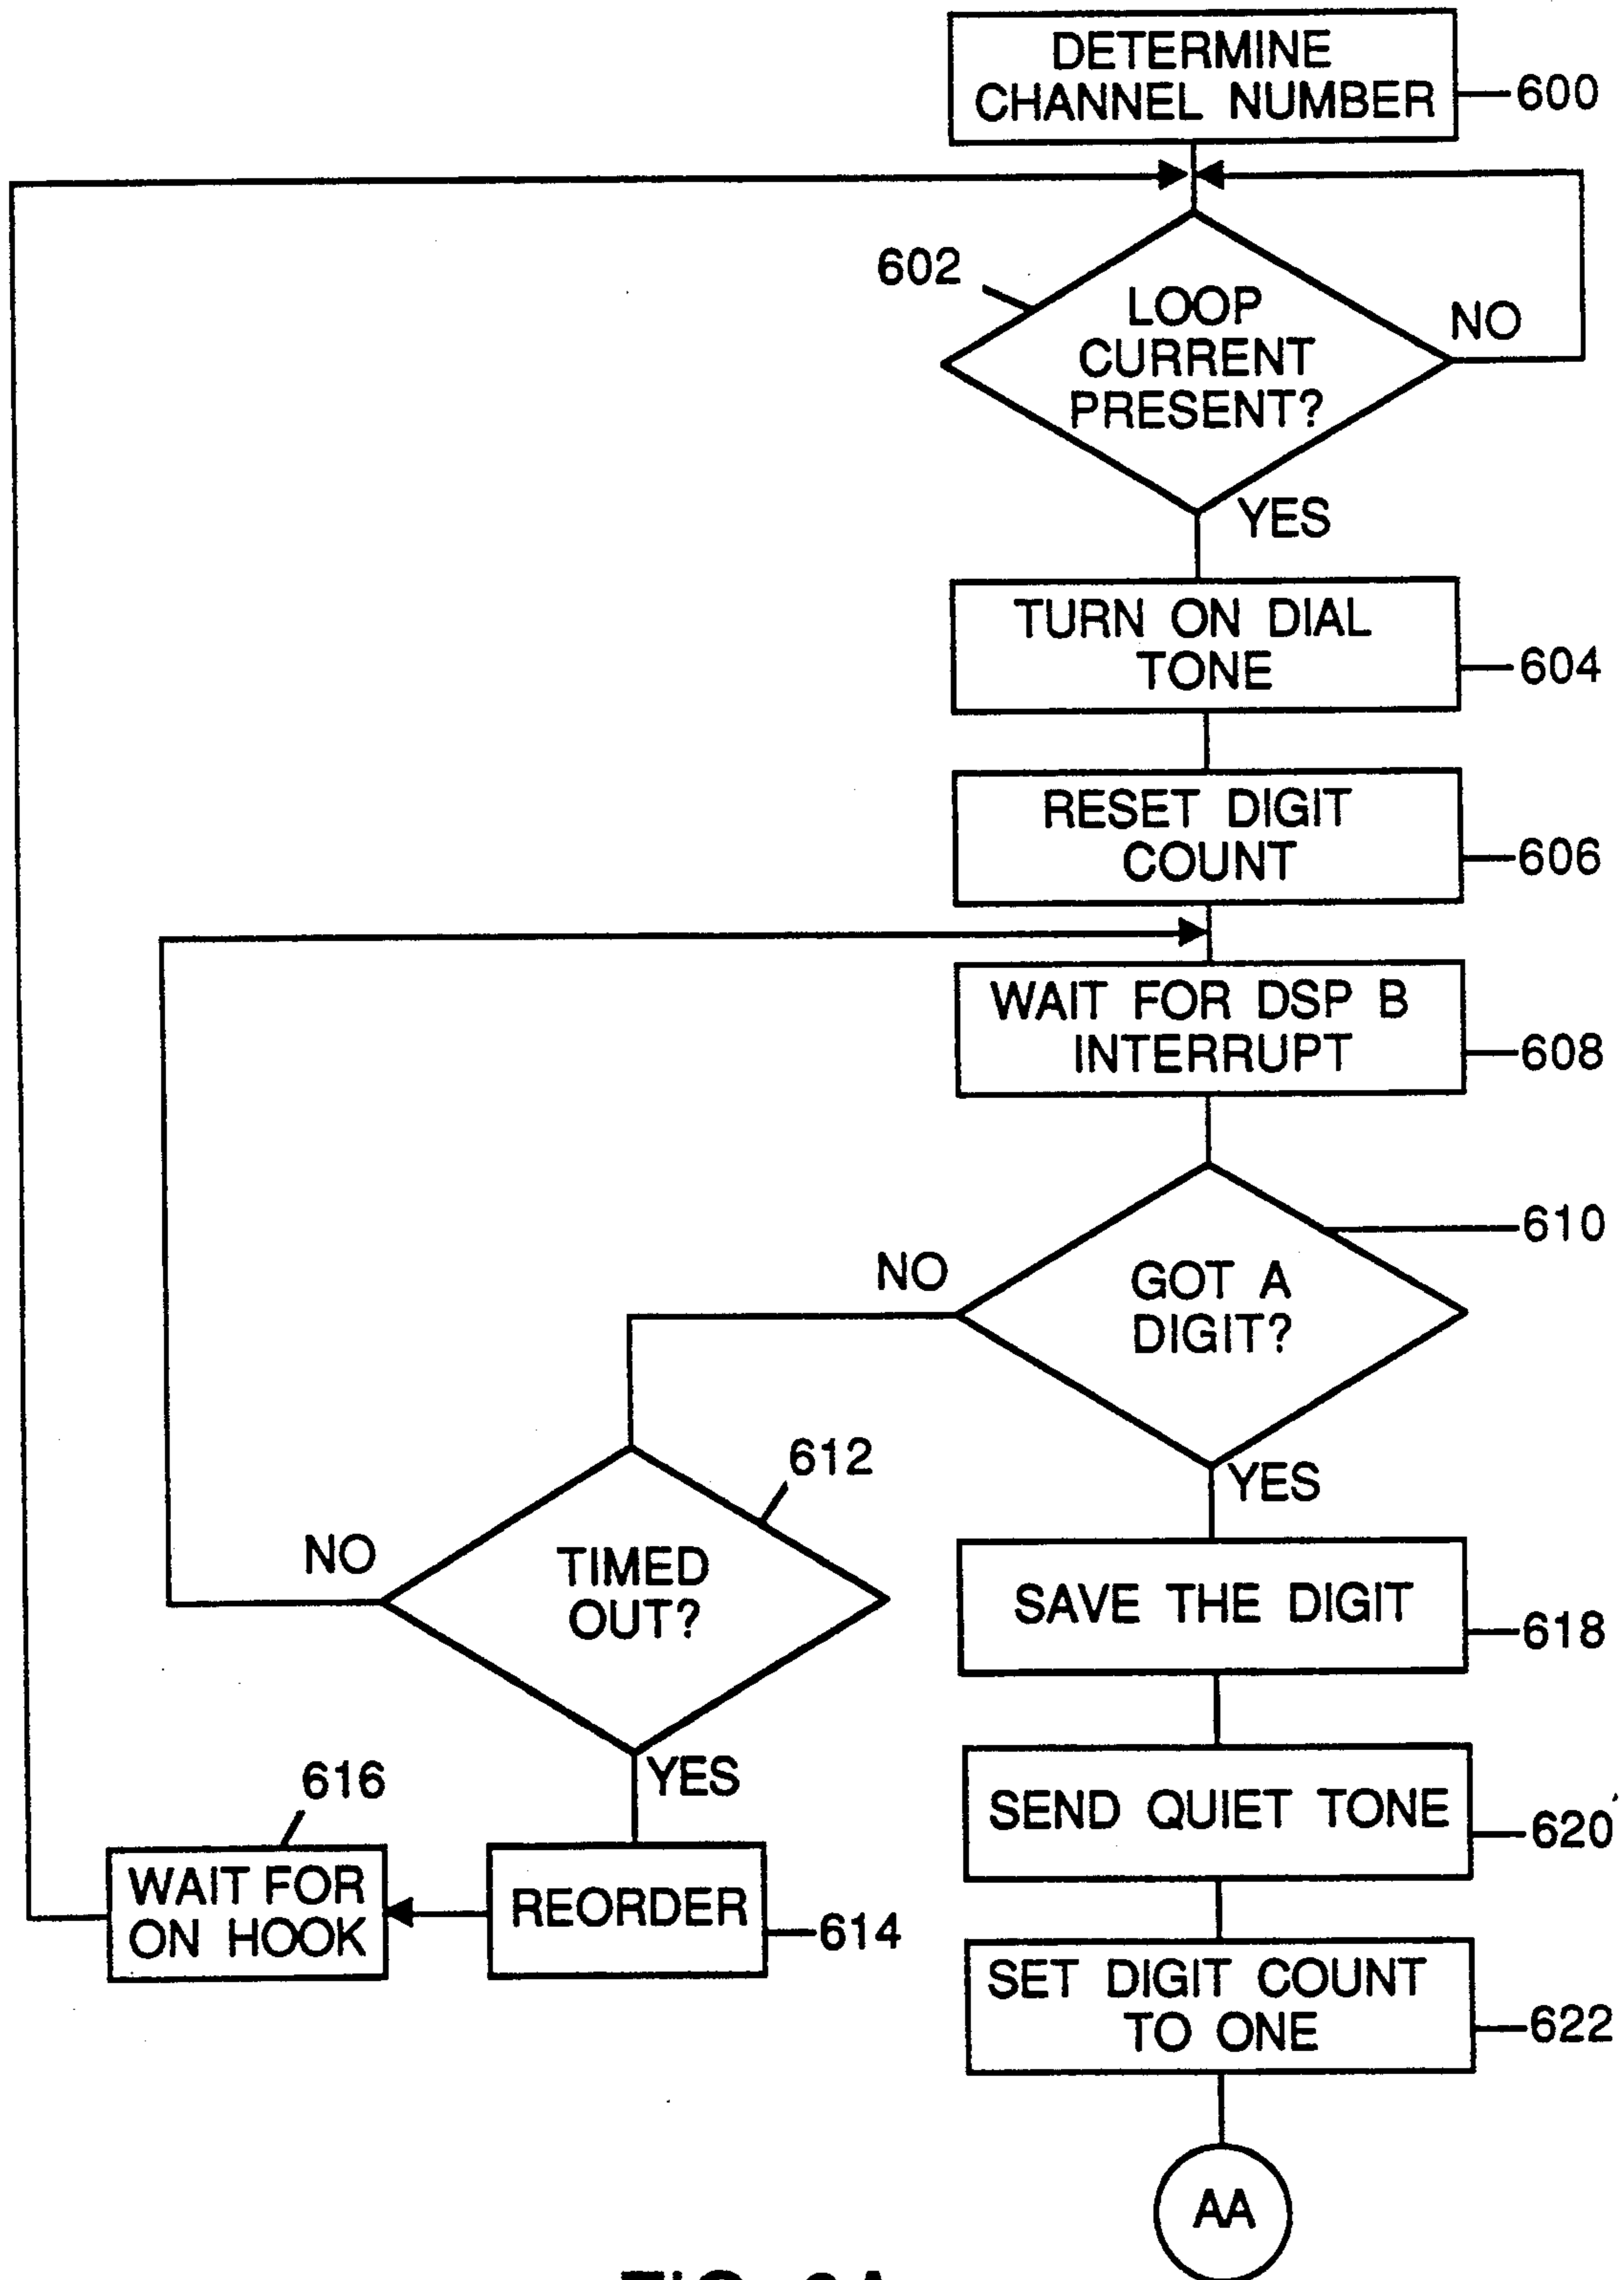 DETERMINE
CHANNEL NUMBER
600
602
LOOP
CURRENT
PRESENT?
NO
YES
TURN ON DIAL
TONE
604
RESET DIGIT
COUNT
606
WAIT FOR DSP B
INTERRUPT
608
610
NO
GOT A
DIGIT?
612
YES
NO
TIMED
OUT?
SAVE THE DIGIT
618
616
YES
SEND QUIET TONE
620
WAIT FOR
ON HOOK
REORDER
614
SET DIGIT COUNT
TO ONE
622
AA